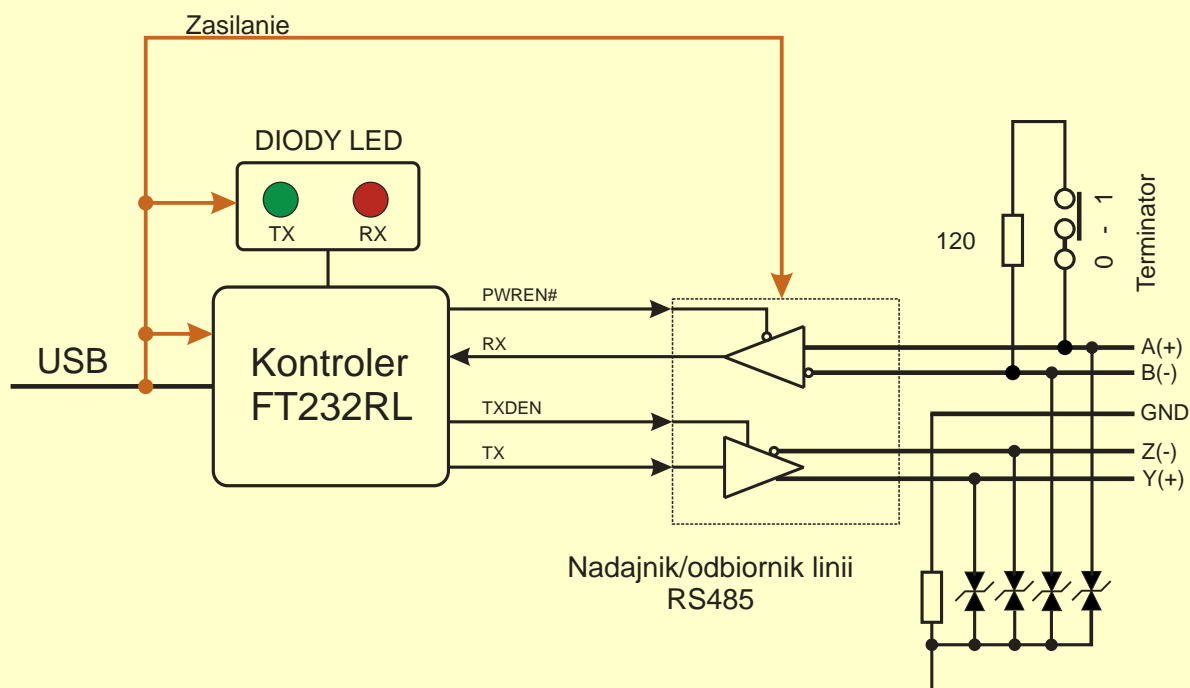 Zasilanie
DIODY LED
TX
RX
120
0 - 1
Terminator
PWREN#
USB
Kontroler
FT232RL
RX
A(+)
B(-)
TXDEN
GND
TX
Z(-)
Y(+)
Nadajnik/odbiornik linii
RS485